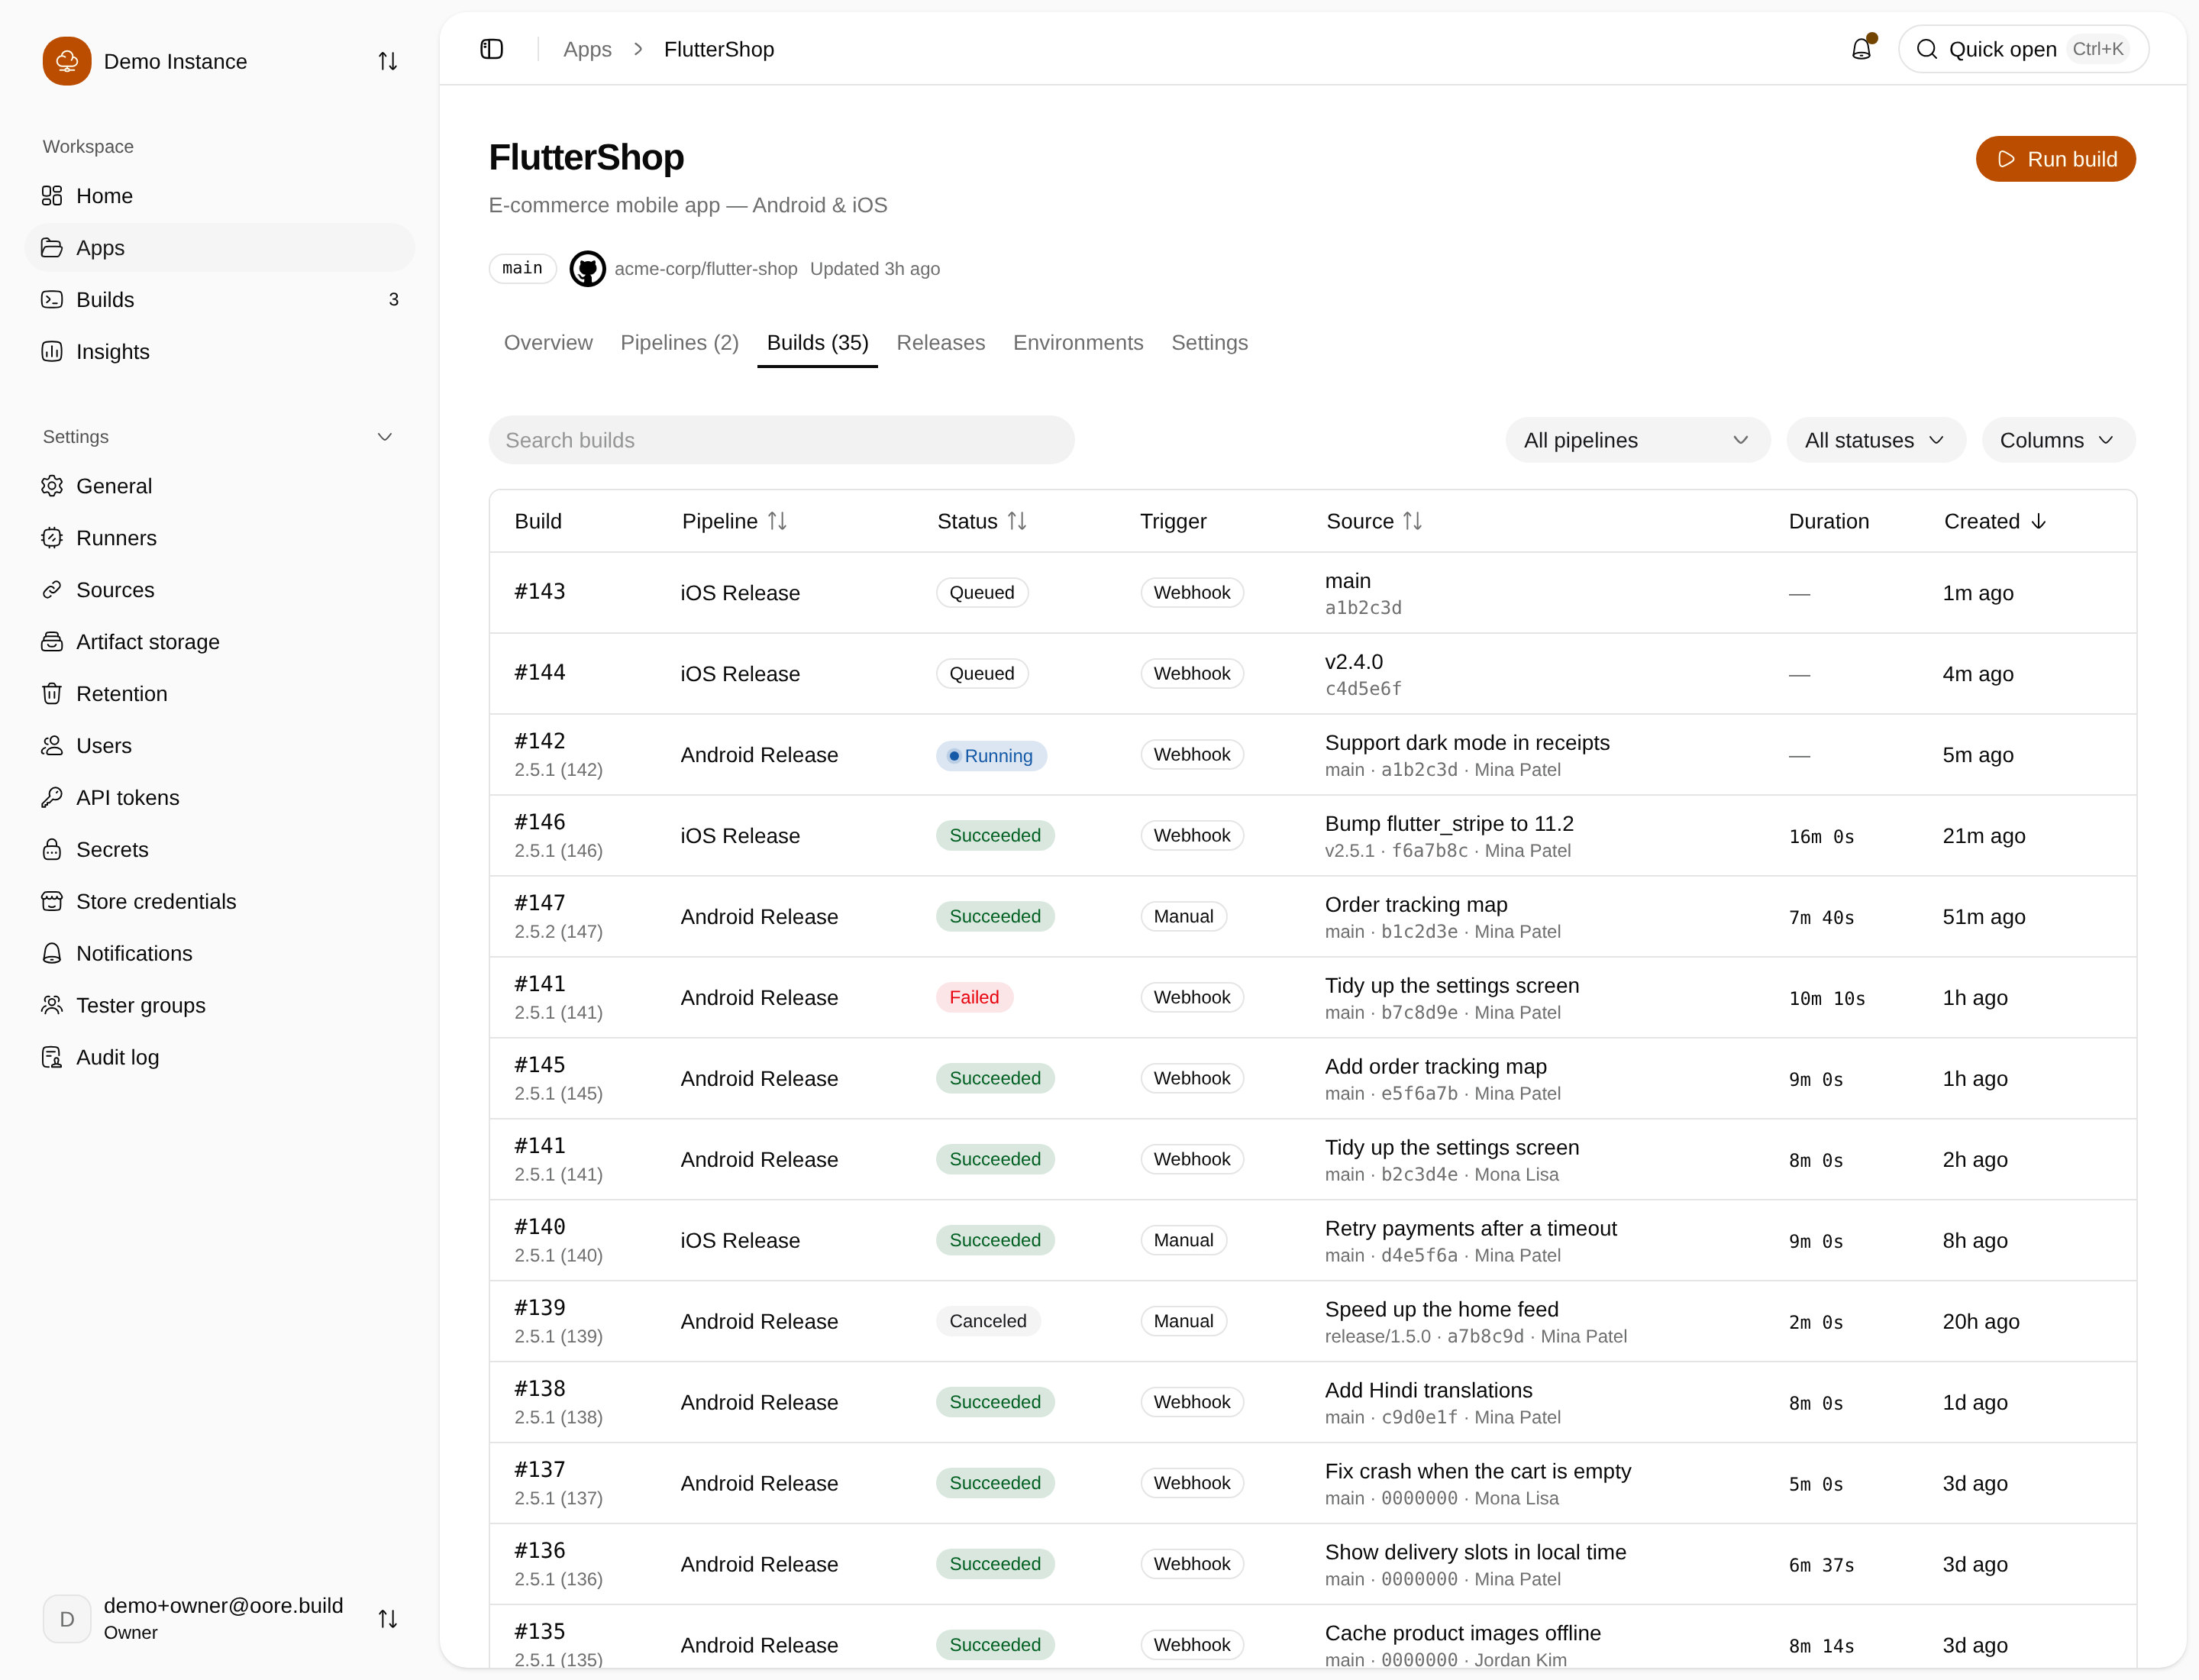 Demo Instance
Workspace
Home
Apps
Builds 3
Insights
Settings
General
Runners
Sources
Artifact storage
Retention
Users
API tokens
Secrets
Store credentials
Notifications
Tester groups
Audit log
D
demo+owner@oore.build
Owner
Apps FlutterShop
Quick open Ctrl+K
FlutterShop
Run build
E-commerce mobile app — Android & iOS
main acme-corp/flutter-shop Updated 3h ago
Overview Pipelines (2) Builds (35) Releases Environments Settings
Search builds All pipelines All statuses Columns
Build Pipeline Status Trigger Source Duration Created
#143 iOS Release Queued Webhook main — 1m ago
a1b2c3d
#144 iOS Release Queued Webhook v2.4.0 — 4m ago
c4d5e6f
#142 Android Release Running Webhook Support dark mode in receipts — 5m ago
2.5.1 (142) main · a1b2c3d · Mina Patel
#146 iOS Release Succeeded Webhook Bump flutter_stripe to 11.2 16m 0s 21m ago
2.5.1 (146) v2.5.1 · f6a7b8c · Mina Patel
#147 Android Release Succeeded Manual Order tracking map 7m 40s 51m ago
2.5.2 (147) main · b1c2d3e · Mina Patel
#141 Android Release Failed Webhook Tidy up the settings screen 10m 10s 1h ago
2.5.1 (141) main · b7c8d9e · Mina Patel
#145 Android Release Succeeded Webhook Add order tracking map 9m 0s 1h ago
2.5.1 (145) main · e5f6a7b · Mina Patel
#141 Android Release Succeeded Webhook Tidy up the settings screen 8m 0s 2h ago
2.5.1 (141) main · b2c3d4e · Mona Lisa
#140 iOS Release Succeeded Manual Retry payments after a timeout 9m 0s 8h ago
2.5.1 (140) main · d4e5f6a · Mina Patel
#139 Android Release Canceled Manual Speed up the home feed 2m 0s 20h ago
2.5.1 (139) release/1.5.0 · a7b8c9d · Mina Patel
#138 Android Release Succeeded Webhook Add Hindi translations 8m 0s 1d ago
2.5.1 (138) main · c9d0e1f · Mina Patel
#137 Android Release Succeeded Webhook Fix crash when the cart is empty 5m 0s 3d ago
2.5.1 (137) main · 0000000 · Mona Lisa
#136 Android Release Succeeded Webhook Show delivery slots in local time 6m 37s 3d ago
2.5.1 (136) main · 0000000 · Mina Patel
#135 Android Release Succeeded Webhook Cache product images offline 8m 14s 3d ago
2.5.1 (135) main · 0000000 · Jordan Kim